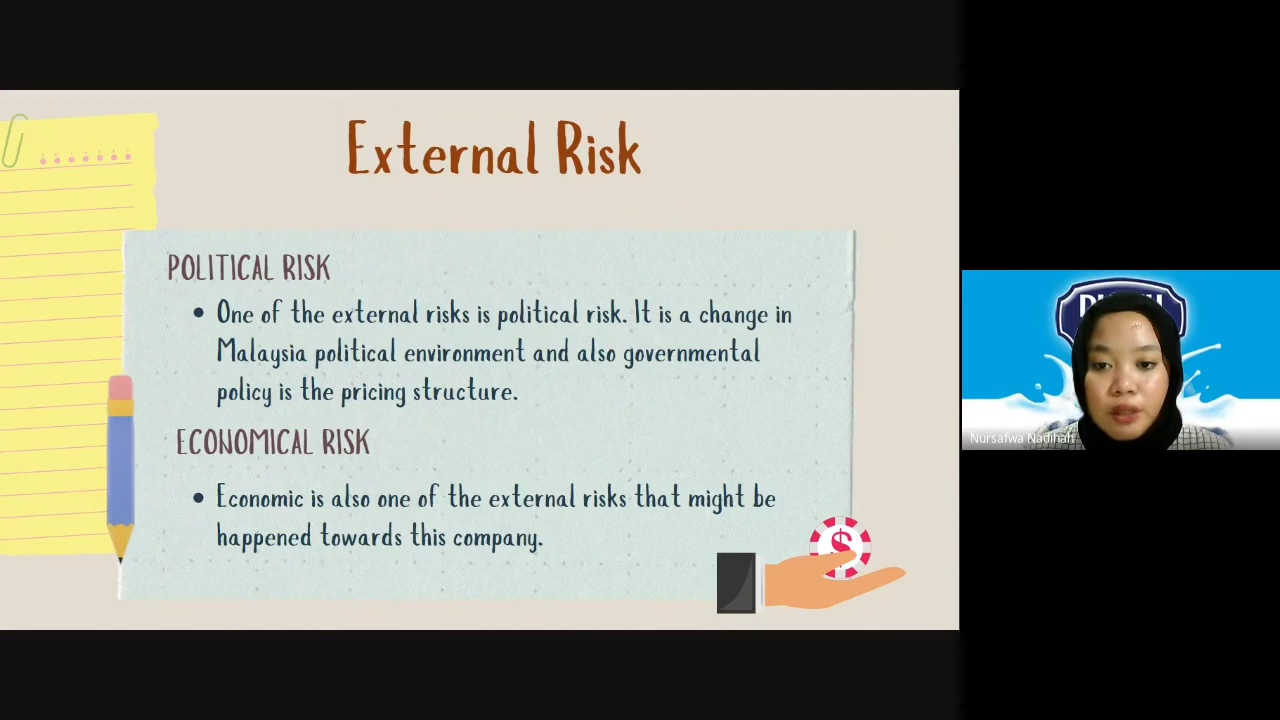 External Risk
POLITICAL RISK
• One of the external risks is political risk. It is a change in
Malaysia political environment and also governmental
policy is the pricing structure.
ECONOMICAL RISK
• Economic is also one of the external risks that might be
happened towards this company.
$
Nursafwa Nadihah